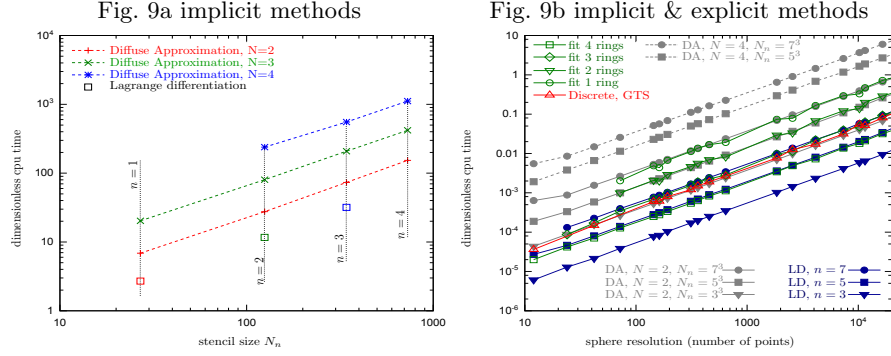 Fig. 9a implicit methods
10^4
10^3
100
10
1
10
100
1000
dimensionless cpu time
stencil size N_n
Diffuse Approximation, N=2
Diffuse Approximation, N=3
Diffuse Approximation, N=4
Lagrange differentiation
n = 1
n = 2
n = 3
n = 4
Fig. 9b implicit & explicit methods
10
1
0.1
0.01
10^-3
10^-4
10^-5
10^-6
10
100
1000
10^4
dimensionless cpu time
sphere resolution (number of points)
fit 4 rings
fit 3 rings
fit 2 rings
fit 1 ring
Discrete, GTS
DA, N = 4, N_n = 7^3
DA, N = 4, N_n = 5^3
DA, N = 2, N_n = 7^3
DA, N = 2, N_n = 5^3
DA, N = 2, N_n = 3^3
LD, n = 7
LD, n = 5
LD, n = 3